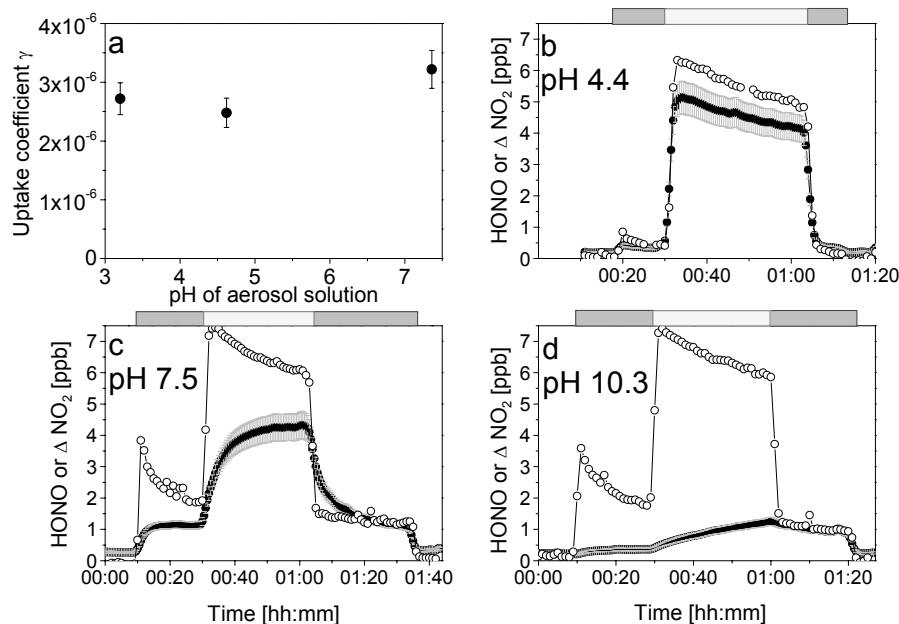 a
4x10⁻⁶
3x10⁻⁶
2x10⁻⁶
1x10⁻⁶
0
Uptake coefficient γ
3 4 5 6 7
pH of aerosol solution
b
pH 4.4
7
6
5
4
3
2
1
0
HONO or Δ NO₂ [ppb]
00:20 00:40 01:00 01:20
c
pH 7.5
7
6
5
4
3
2
1
0
HONO or Δ NO₂ [ppb]
00:00 00:20 00:40 01:00 01:20 01:40
Time [hh:mm]
d
pH 10.3
7
6
5
4
3
2
1
0
HONO or Δ NO₂ [ppb]
00:00 00:20 00:40 01:00 01:20
Time [hh:mm]